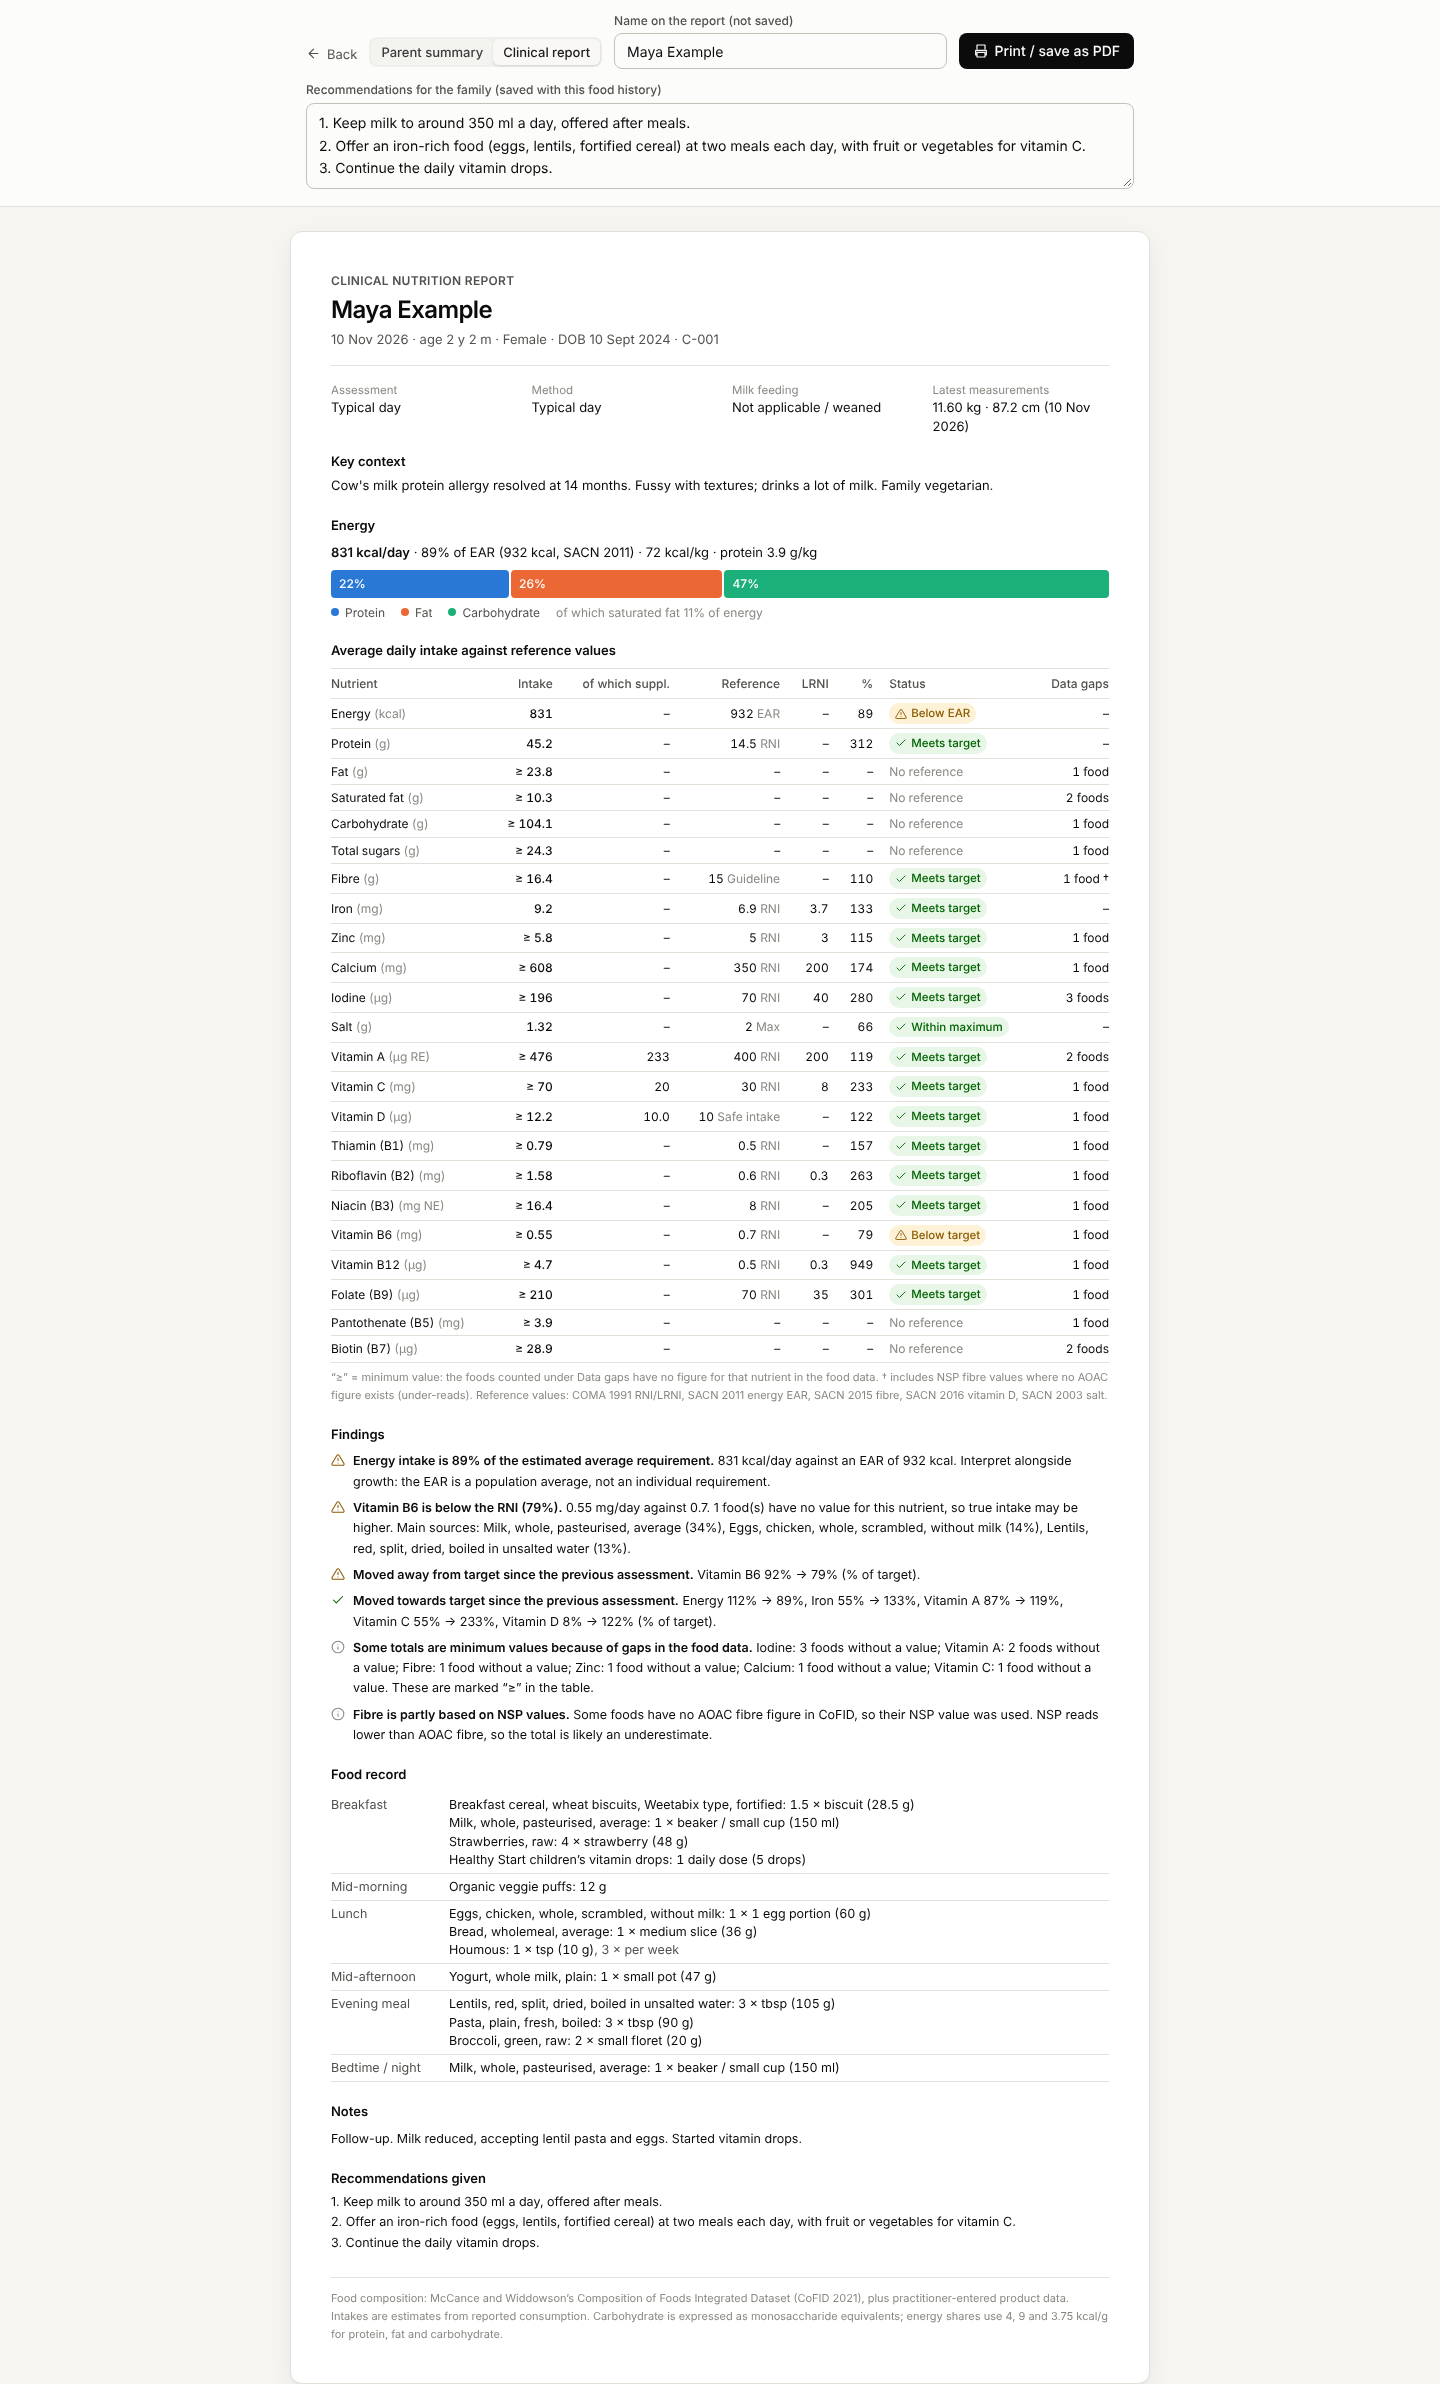 Name on the report (not saved)
Back
Parent summary
Clinical report
Maya Example
Print / save as PDF
Recommendations for the family (saved with this food history)
1. Keep milk to around 350 ml a day, offered after meals.
2. Offer an iron-rich food (eggs, lentils, fortified cereal) at two meals each day, with fruit or vegetables for vitamin C.
3. Continue the daily vitamin drops.
CLINICAL NUTRITION REPORT
Maya Example
10 Nov 2026 · age 2 y 2 m · Female · DOB 10 Sept 2024 · C-001
Assessment Method Milk feeding Latest measurements
Typical day Typical day Not applicable / weaned 11.60 kg · 87.2 cm (10 Nov
2026)
Key context
Cow's milk protein allergy resolved at 14 months. Fussy with textures; drinks a lot of milk. Family vegetarian.
Energy
831 kcal/day · 89% of EAR (932 kcal, SACN 2011) · 72 kcal/kg · protein 3.9 g/kg
22% 26% 47%
Protein Fat Carbohydrate of which saturated fat 11% of energy
Average daily intake against reference values
Nutrient Intake of which suppl. Reference LRNI % Status Data gaps
Energy (kcal) 831 – 932 EAR – 89 Below EAR –
Protein (g) 45.2 – 14.5 RNI – 312 Meets target –
Fat (g) ≥ 23.8 – – – – No reference 1 food
Saturated fat (g) ≥ 10.3 – – – – No reference 2 foods
Carbohydrate (g) ≥ 104.1 – – – – No reference 1 food
Total sugars (g) ≥ 24.3 – – – – No reference 1 food
Fibre (g) ≥ 16.4 – 15 Guideline – 110 Meets target 1 food †
Iron (mg) 9.2 – 6.9 RNI 3.7 133 Meets target –
Zinc (mg) ≥ 5.8 – 5 RNI 3 115 Meets target 1 food
Calcium (mg) ≥ 608 – 350 RNI 200 174 Meets target 1 food
Iodine (µg) ≥ 196 – 70 RNI 40 280 Meets target 3 foods
Salt (g) 1.32 – 2 Max – 66 Within maximum –
Vitamin A (µg RE) ≥ 476 233 400 RNI 200 119 Meets target 2 foods
Vitamin C (mg) ≥ 70 20 30 RNI 8 233 Meets target 1 food
Vitamin D (µg) ≥ 12.2 10.0 10 Safe intake – 122 Meets target 1 food
Thiamin (B1) (mg) ≥ 0.79 – 0.5 RNI – 157 Meets target 1 food
Riboflavin (B2) (mg) ≥ 1.58 – 0.6 RNI 0.3 263 Meets target 1 food
Niacin (B3) (mg NE) ≥ 16.4 – 8 RNI – 205 Meets target 1 food
Vitamin B6 (mg) ≥ 0.55 – 0.7 RNI – 79 Below target 1 food
Vitamin B12 (µg) ≥ 4.7 – 0.5 RNI 0.3 949 Meets target 1 food
Folate (B9) (µg) ≥ 210 – 70 RNI 35 301 Meets target 1 food
Pantothenate (B5) (mg) ≥ 3.9 – – – – No reference 1 food
Biotin (B7) (µg) ≥ 28.9 – – – – No reference 2 foods
“≥” = minimum value: the foods counted under Data gaps have no figure for that nutrient in the food data. † includes NSP fibre values where no AOAC
figure exists (under-reads). Reference values: COMA 1991 RNI/LRNI, SACN 2011 energy EAR, SACN 2015 fibre, SACN 2016 vitamin D, SACN 2003 salt.
Findings
Energy intake is 89% of the estimated average requirement. 831 kcal/day against an EAR of 932 kcal. Interpret alongside
growth: the EAR is a population average, not an individual requirement.
Vitamin B6 is below the RNI (79%). 0.55 mg/day against 0.7. 1 food(s) have no value for this nutrient, so true intake may be
higher. Main sources: Milk, whole, pasteurised, average (34%), Eggs, chicken, whole, scrambled, without milk (14%), Lentils,
red, split, dried, boiled in unsalted water (13%).
Moved away from target since the previous assessment. Vitamin B6 92% → 79% (% of target).
Moved towards target since the previous assessment. Energy 112% → 89%, Iron 55% → 133%, Vitamin A 87% → 119%,
Vitamin C 55% → 233%, Vitamin D 8% → 122% (% of target).
Some totals are minimum values because of gaps in the food data. Iodine: 3 foods without a value; Vitamin A: 2 foods without
a value; Fibre: 1 food without a value; Zinc: 1 food without a value; Calcium: 1 food without a value; Vitamin C: 1 food without a
value. These are marked “≥” in the table.
Fibre is partly based on NSP values. Some foods have no AOAC fibre figure in CoFID, so their NSP value was used. NSP reads
lower than AOAC fibre, so the total is likely an underestimate.
Food record
Breakfast Breakfast cereal, wheat biscuits, Weetabix type, fortified: 1.5 × biscuit (28.5 g)
Milk, whole, pasteurised, average: 1 × beaker / small cup (150 ml)
Strawberries, raw: 4 × strawberry (48 g)
Healthy Start children’s vitamin drops: 1 daily dose (5 drops)
Mid-morning Organic veggie puffs: 12 g
Lunch Eggs, chicken, whole, scrambled, without milk: 1 × 1 egg portion (60 g)
Bread, wholemeal, average: 1 × medium slice (36 g)
Houmous: 1 × tsp (10 g), 3 × per week
Mid-afternoon Yogurt, whole milk, plain: 1 × small pot (47 g)
Evening meal Lentils, red, split, dried, boiled in unsalted water: 3 × tbsp (105 g)
Pasta, plain, fresh, boiled: 3 × tbsp (90 g)
Broccoli, green, raw: 2 × small floret (20 g)
Bedtime / night Milk, whole, pasteurised, average: 1 × beaker / small cup (150 ml)
Notes
Follow-up. Milk reduced, accepting lentil pasta and eggs. Started vitamin drops.
Recommendations given
1. Keep milk to around 350 ml a day, offered after meals.
2. Offer an iron-rich food (eggs, lentils, fortified cereal) at two meals each day, with fruit or vegetables for vitamin C.
3. Continue the daily vitamin drops.
Food composition: McCance and Widdowson’s Composition of Foods Integrated Dataset (CoFID 2021), plus practitioner-entered product data.
Intakes are estimates from reported consumption. Carbohydrate is expressed as monosaccharide equivalents; energy shares use 4, 9 and 3.75 kcal/g
for protein, fat and carbohydrate.